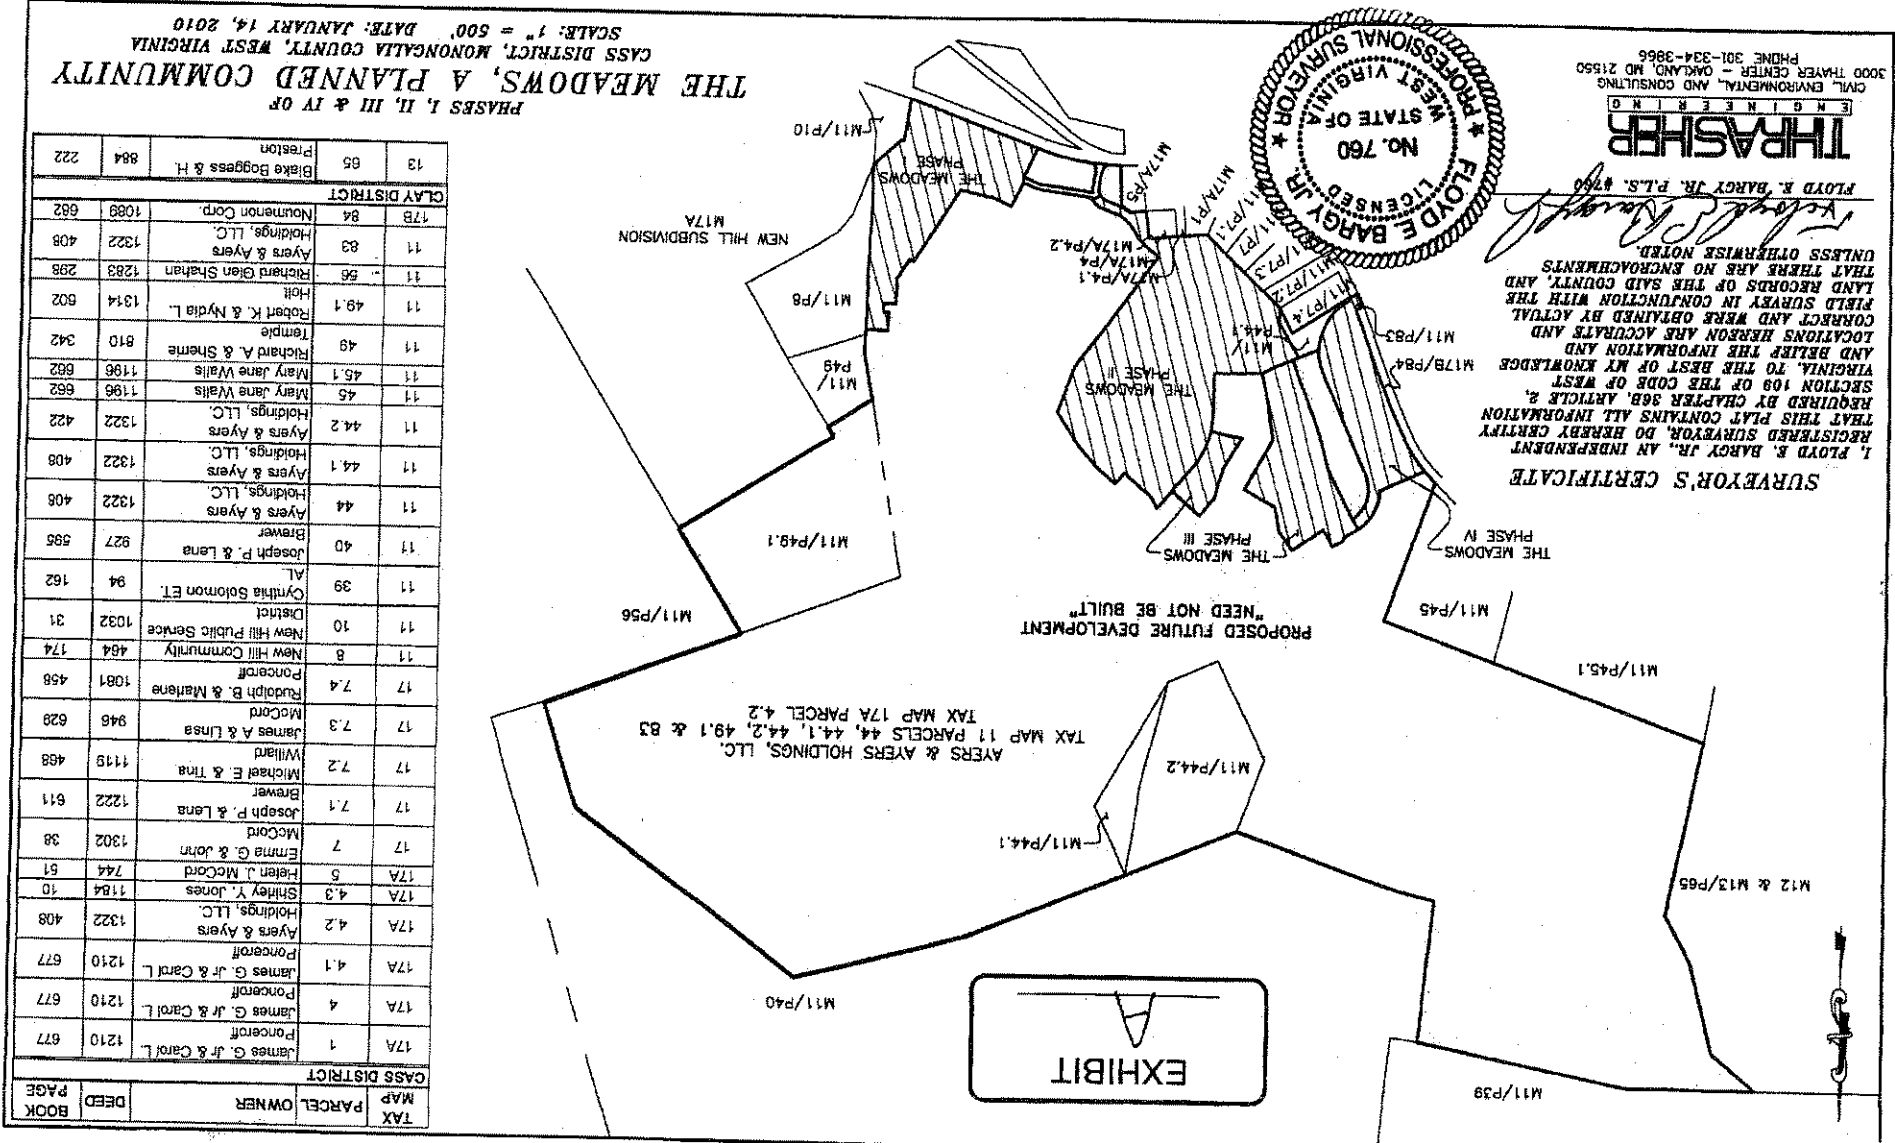 EXHIBIT
A
M11/P39
M11/P40
M12 & M13/P65
M11/P44.1
M11/P44.2
AYERS & AYERS HOLDINGS, LLC.
TAX MAP 11 PARCELS 44, 44.1, 44.2, 49.1 & 83
TAX MAP 17A PARCEL 4.2
M11/P45.1
PROPOSED FUTURE DEVELOPMENT
"NEED NOT BE BUILT"
M11/P45
M11/P56
THE MEADOWS
PHASE IV
THE MEADOWS
PHASE III
M11/P49.1
THE MEADOWS
PHASE II
M17B/P84
M11/P83
M11/
P44.1
M11/P7.4
M11/P7.2
M11/P7.3
M11/P7
M11/P7.1
M17A/P1
M17A/P4.1
M17A/P4
M17A/P4.2
M17A/P5
M11/
P49
M11/P8
NEW HILL SUBDIVISION
M17A
THE MEADOWS
PHASE I
M11/P10
TAX MAP PARCEL OWNER DEED BOOK PAGE
CASS DISTRICT
17A 1 James G. Jr & Carol L. Ponceroff 1210 677
17A 4 James G. Jr & Carol L. Ponceroff 1210 677
17A 4.1 James G. Jr & Carol L. Ponceroff 1210 677
17A 4.2 Ayers & Ayers Holdings, LLC. 1322 408
17A 4.3 Shirley Y. Jones 1184 10
17A 5 Helen J. McCord 744 51
17 7 Emma G. & John McCord 1302 38
17 7.1 Joseph P. & Lena Brewer 1222 611
17 7.2 Michael E. & Tina Williard 1119 468
17 7.3 James A & Linsa McCord 946 629
17 7.4 Rudolph B. & Marlene Ponceroff 1081 458
11 8 New Hill Community 464 174
11 10 New Hill Public Service District 1032 31
11 39 Cynthia Solomon ET. AL. 94 162
11 40 Joseph P. & Lena Brewer 927 595
11 44 Ayers & Ayers Holdings, LLC. 1322 408
11 44.1 Ayers & Ayers Holdings, LLC. 1322 408
11 44.2 Ayers & Ayers Holdings, LLC. 1322 422
11 45 Mary Jane Walls 1196 662
11 45.1 Mary Jane Walls 1196 662
11 49 Richard A. & Sherrie Temple 810 342
11 49.1 Robert K. & Nydia L. Holt 1314 602
11 56 Richard Glen Shahan 1283 298
11 83 Ayers & Ayers Holdings, LLC. 1322 408
17B 84 Noumenon Corp. 1089 682
CLAY DISTRICT
13 65 Blake Boggess & H. Preston 884 222
SURVEYOR'S CERTIFICATE
I, FLOYD E. BARGY JR., AN INDEPENDENT
REGISTERED SURVEYOR, DO HEREBY CERTIFY
THAT THIS PLAT CONTAINS ALL INFORMATION
REQUIRED BY CHAPTER 36B, ARTICLE 2,
SECTION 109 OF THE CODE OF WEST
VIRGINIA. TO THE BEST OF MY KNOWLEDGE
AND BELIEF THE INFORMATION AND
LOCATIONS HEREON ARE ACCURATE AND
CORRECT AND WERE OBTAINED BY ACTUAL
FIELD SURVEY IN CONJUNCTION WITH THE
LAND RECORDS OF THE SAID COUNTY, AND
THAT THERE ARE NO ENCROACHMENTS
UNLESS OTHERWISE NOTED.
Floyd E Bargy Jr
FLOYD E. BARGY JR. P.L.S. #760
FLOYD E. BARGY JR.
LICENSED
No. 760
STATE OF
WEST VIRGINIA
PROFESSIONAL SURVEYOR
THRASHER
ENGINEERING
CIVIL, ENVIRONMENTAL, AND CONSULTING
3000 THAYER CENTER - OAKLAND, MD 21550
PHONE 301-334-3866
PHASES I, II, III & IV OF
THE MEADOWS, A PLANNED COMMUNITY
CASS DISTRICT, MONONGALIA COUNTY, WEST VIRGINIA
SCALE: 1" = 500' DATE: JANUARY 14, 2010